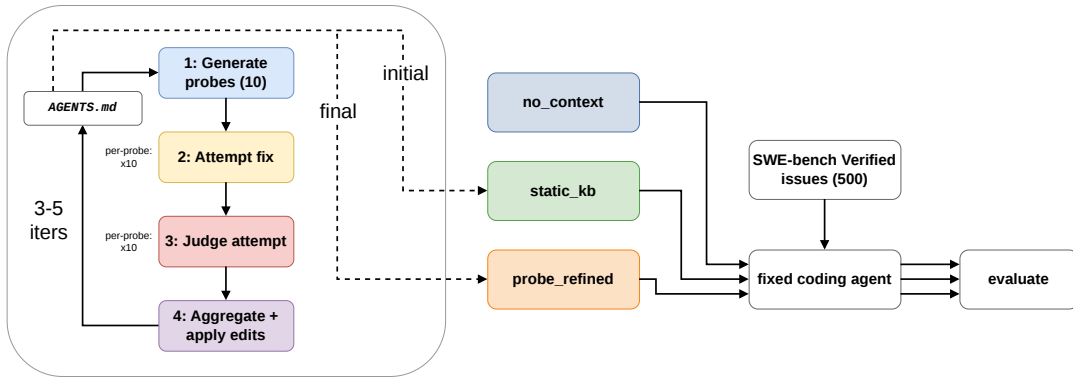 1: Generate
probes (10)
AGENTS.md
per-probe:
x10
2: Attempt fix
3-5
iters
per-probe:
x10
3: Judge attempt
4: Aggregate +
apply edits
initial
final
no_context
static_kb
probe_refined
SWE-bench Verified
issues (500)
fixed coding agent
evaluate